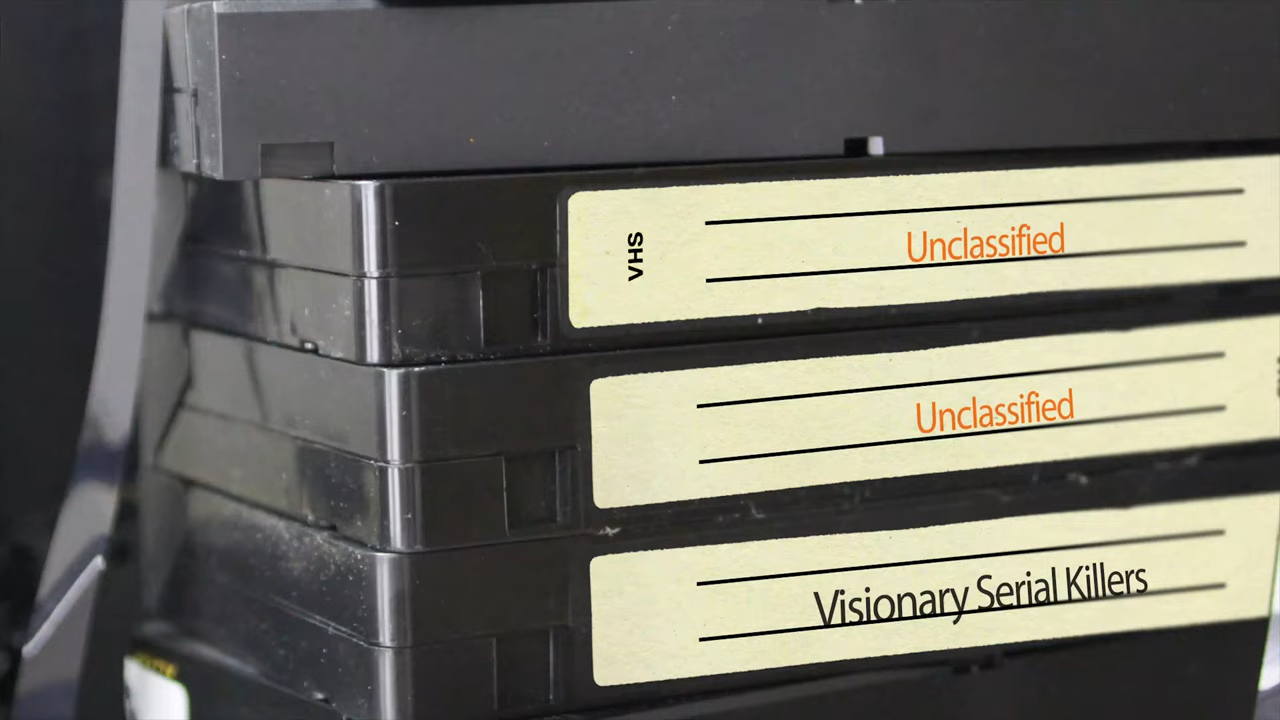 VHS
Unclassified
Unclassified
Visionary Serial Killers